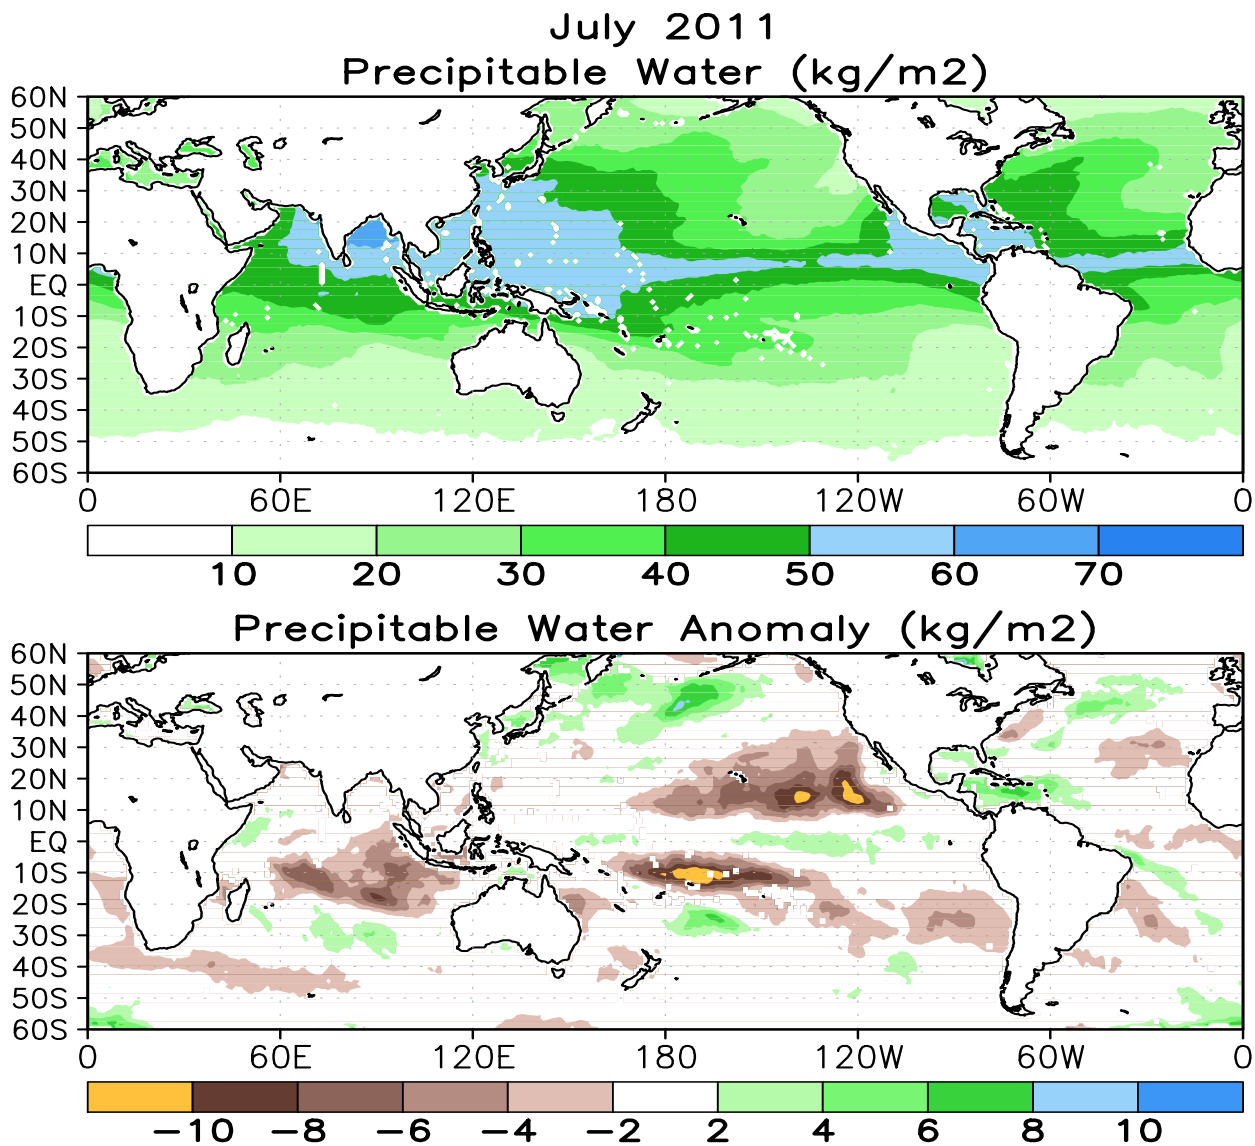 July 2011
Precipitable Water (kg/m2)
60N
50N
40N
30N
20N
10N
EQ
10S
20S
30S
40S
50S
60S
0 60E 120E 180 120W 60W 0
10 20 30 40 50 60 70
Precipitable Water Anomaly (kg/m2)
60N
50N
40N
30N
20N
10N
EQ
10S
20S
30S
40S
50S
60S
0 60E 120E 180 120W 60W 0
−10 −8 −6 −4 −2 2 4 6 8 10